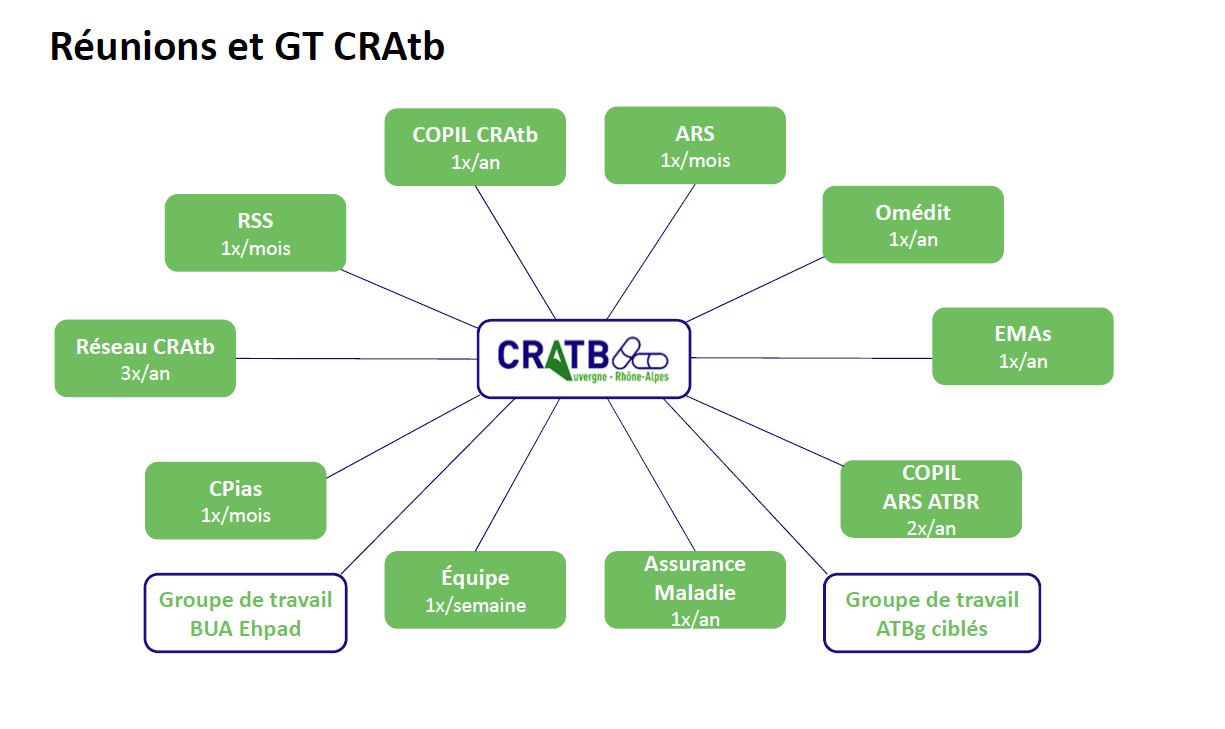 Réunions et GT CRAtb
COPIL CRAtb
1x/an
ARS
1x/mois
RSS
1x/mois
Omédit
1x/an
Réseau CRAtb
3x/an
CRATB
uvergne - Rhône-Alpes
EMAs
1x/an
CPias
1x/mois
COPIL
ARS ATBR
2x/an
Équipe
1x/semaine
Assurance
Maladie
1x/an
Groupe de travail
BUA Ehpad
Groupe de travail
ATBg ciblés